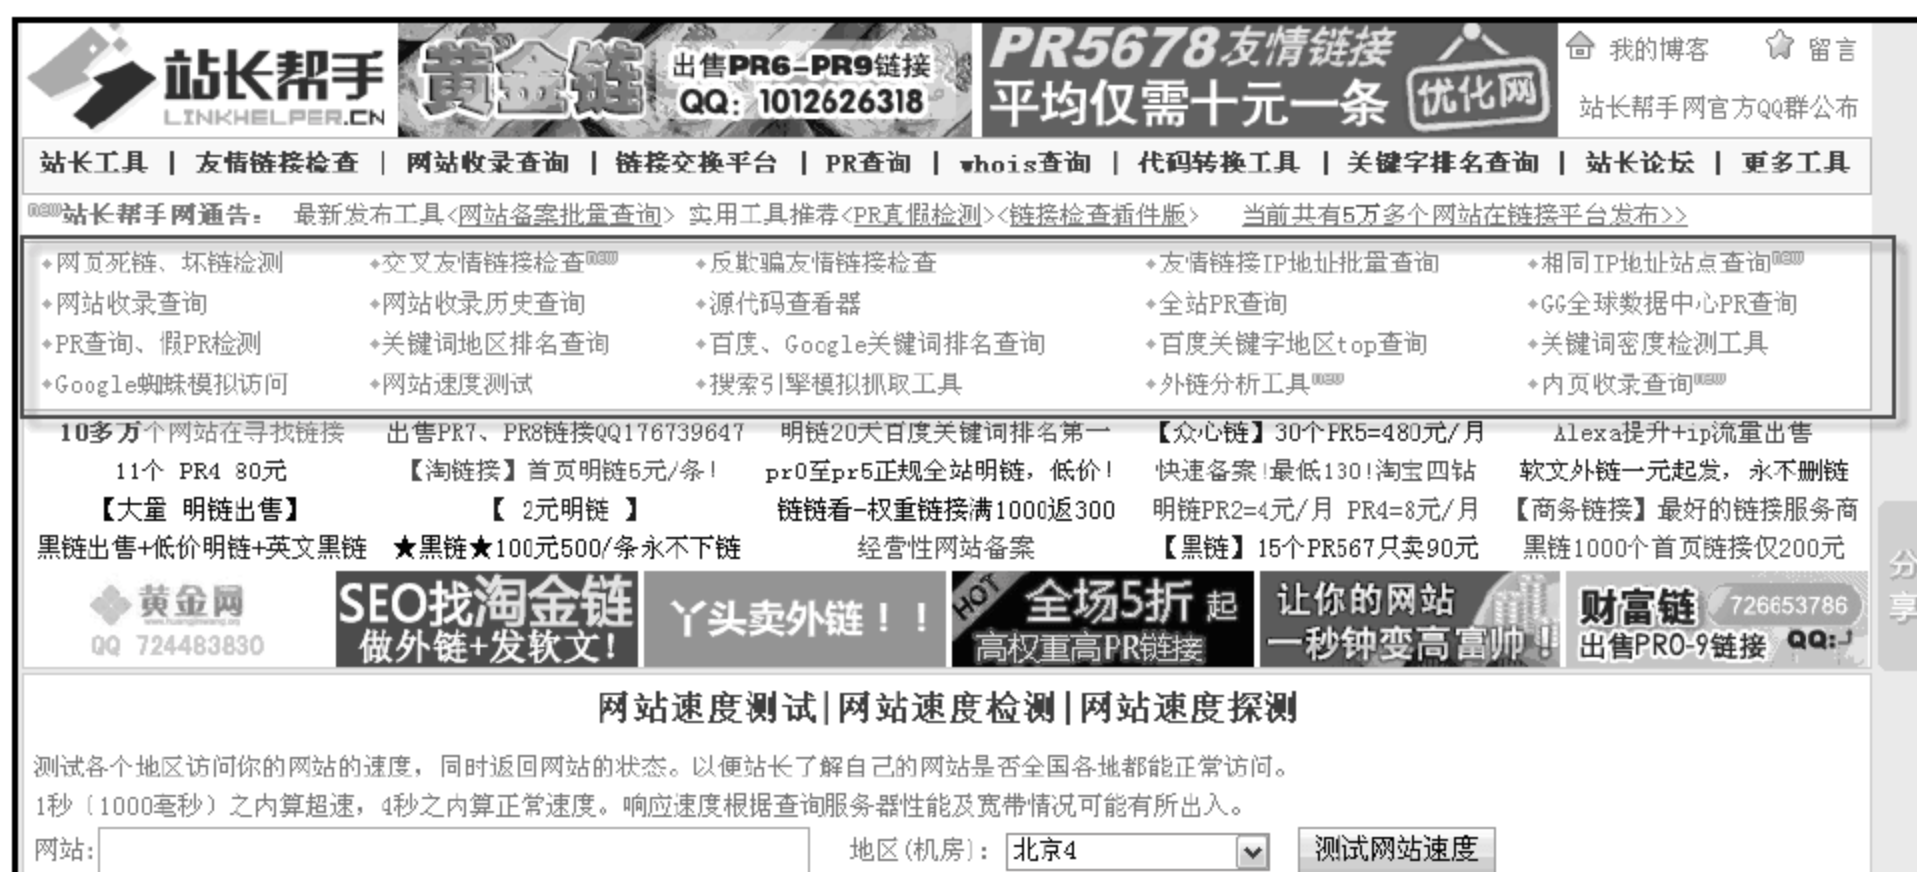 站长帮手
LINKHELPER.CN
黄金链
出售PR6-PR9链接
QQ：1012626318
PR5678友情链接
平均仅需十元一条
优化网
我的博客 留言
站长帮手网官方QQ群公布
站长工具 | 友情链接检查 | 网站收录查询 | 链接交换平台 | PR查询 | whois查询 | 代码转换工具 | 关键字排名查询 | 站长论坛 | 更多工具
new站长帮手网通告： 最新发布工具<网站备案批量查询> 实用工具推荐<PR真假检测><链接检查插件版> 当前共有5万多个网站在链接平台发布>>
◆网页死链、坏链检测 ◆交叉友情链接检查new ◆反欺骗友情链接检查 ◆友情链接IP地址批量查询 ◆相同IP地址站点查询new
◆网站收录查询 ◆网站收录历史查询 ◆源代码查看器 ◆全站PR查询 ◆GG全球数据中心PR查询
◆PR查询、假PR检测 ◆关键词地区排名查询 ◆百度、Google关键词排名查询 ◆百度关键字地区top查询 ◆关键词密度检测工具
◆Google蜘蛛模拟访问 ◆网站速度测试 ◆搜索引擎模拟抓取工具 ◆外链分析工具new ◆内页收录查询new
10多万个网站在寻找链接 出售PR7、PR8链接QQ176739647 明链20天百度关键词排名第一 【众心链】30个PR5=480元/月 Alexa提升+ip流量出售
11个 PR4 80元 【淘链接】首页明链5元/条! pr0至pr5正规全站明链，低价! 快速备案!最低130!淘宝四钻 软文外链一元起发，永不删链
【大量 明链出售】 【 2元明链 】 链链看-权重链接满1000返300 明链PR2=4元/月 PR4=8元/月 【商务链接】最好的链接服务商
黑链出售+低价明链+英文黑链 ★黑链★100元500/条永不下链 经营性网站备案 【黑链】15个PR567只卖90元 黑链1000个首页链接仅200元
黄金网
QQ 724483830
SEO找淘金链
做外链+发软文!
丫头卖外链！！
HOT 全场5折起
高权重高PR链接
让你的网站
一秒钟变高富帅！
财富链 726653786
出售PR0-9链接 QQ:
分享
网站速度测试|网站速度检测|网站速度探测
测试各个地区访问你的网站的速度，同时返回网站的状态。以便站长了解自己的网站是否全国各地都能正常访问。
1秒（1000毫秒）之内算超速，4秒之内算正常速度。响应速度根据查询服务器性能及宽带情况可能有所出入。
网站: 地区(机房): 北京4 测试网站速度